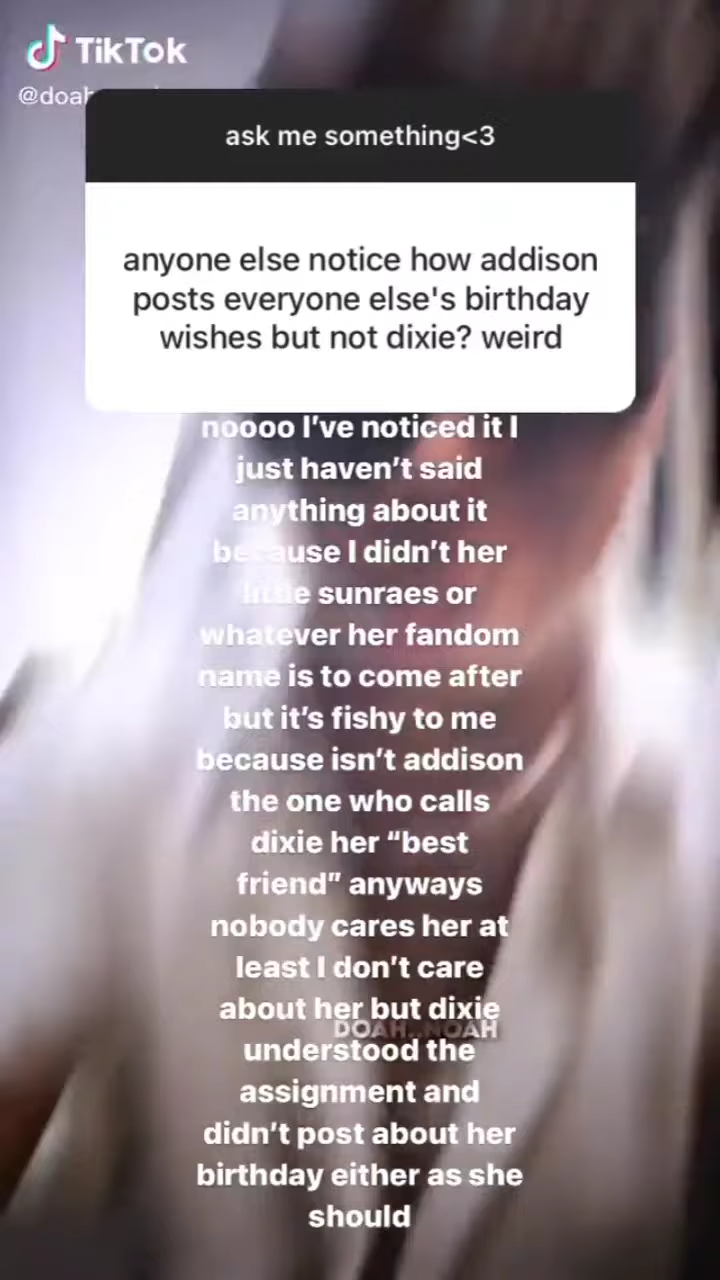 TikTok
@doah
ask me something<3
anyone else notice how addison
posts everyone else's birthday
wishes but not dixie? weird
noooo I've noticed it I
just haven't said
anything about it
because I didn't her
little sunraes or
whatever her fandom
name is to come after
but it's fishy to me
because isn't addison
the one who calls
dixie her “best
friend” anyways
nobody cares her at
least I don't care
about her but dixie
DOAH..NOAH
understood the
assignment and
didn't post about her
birthday either as she
should